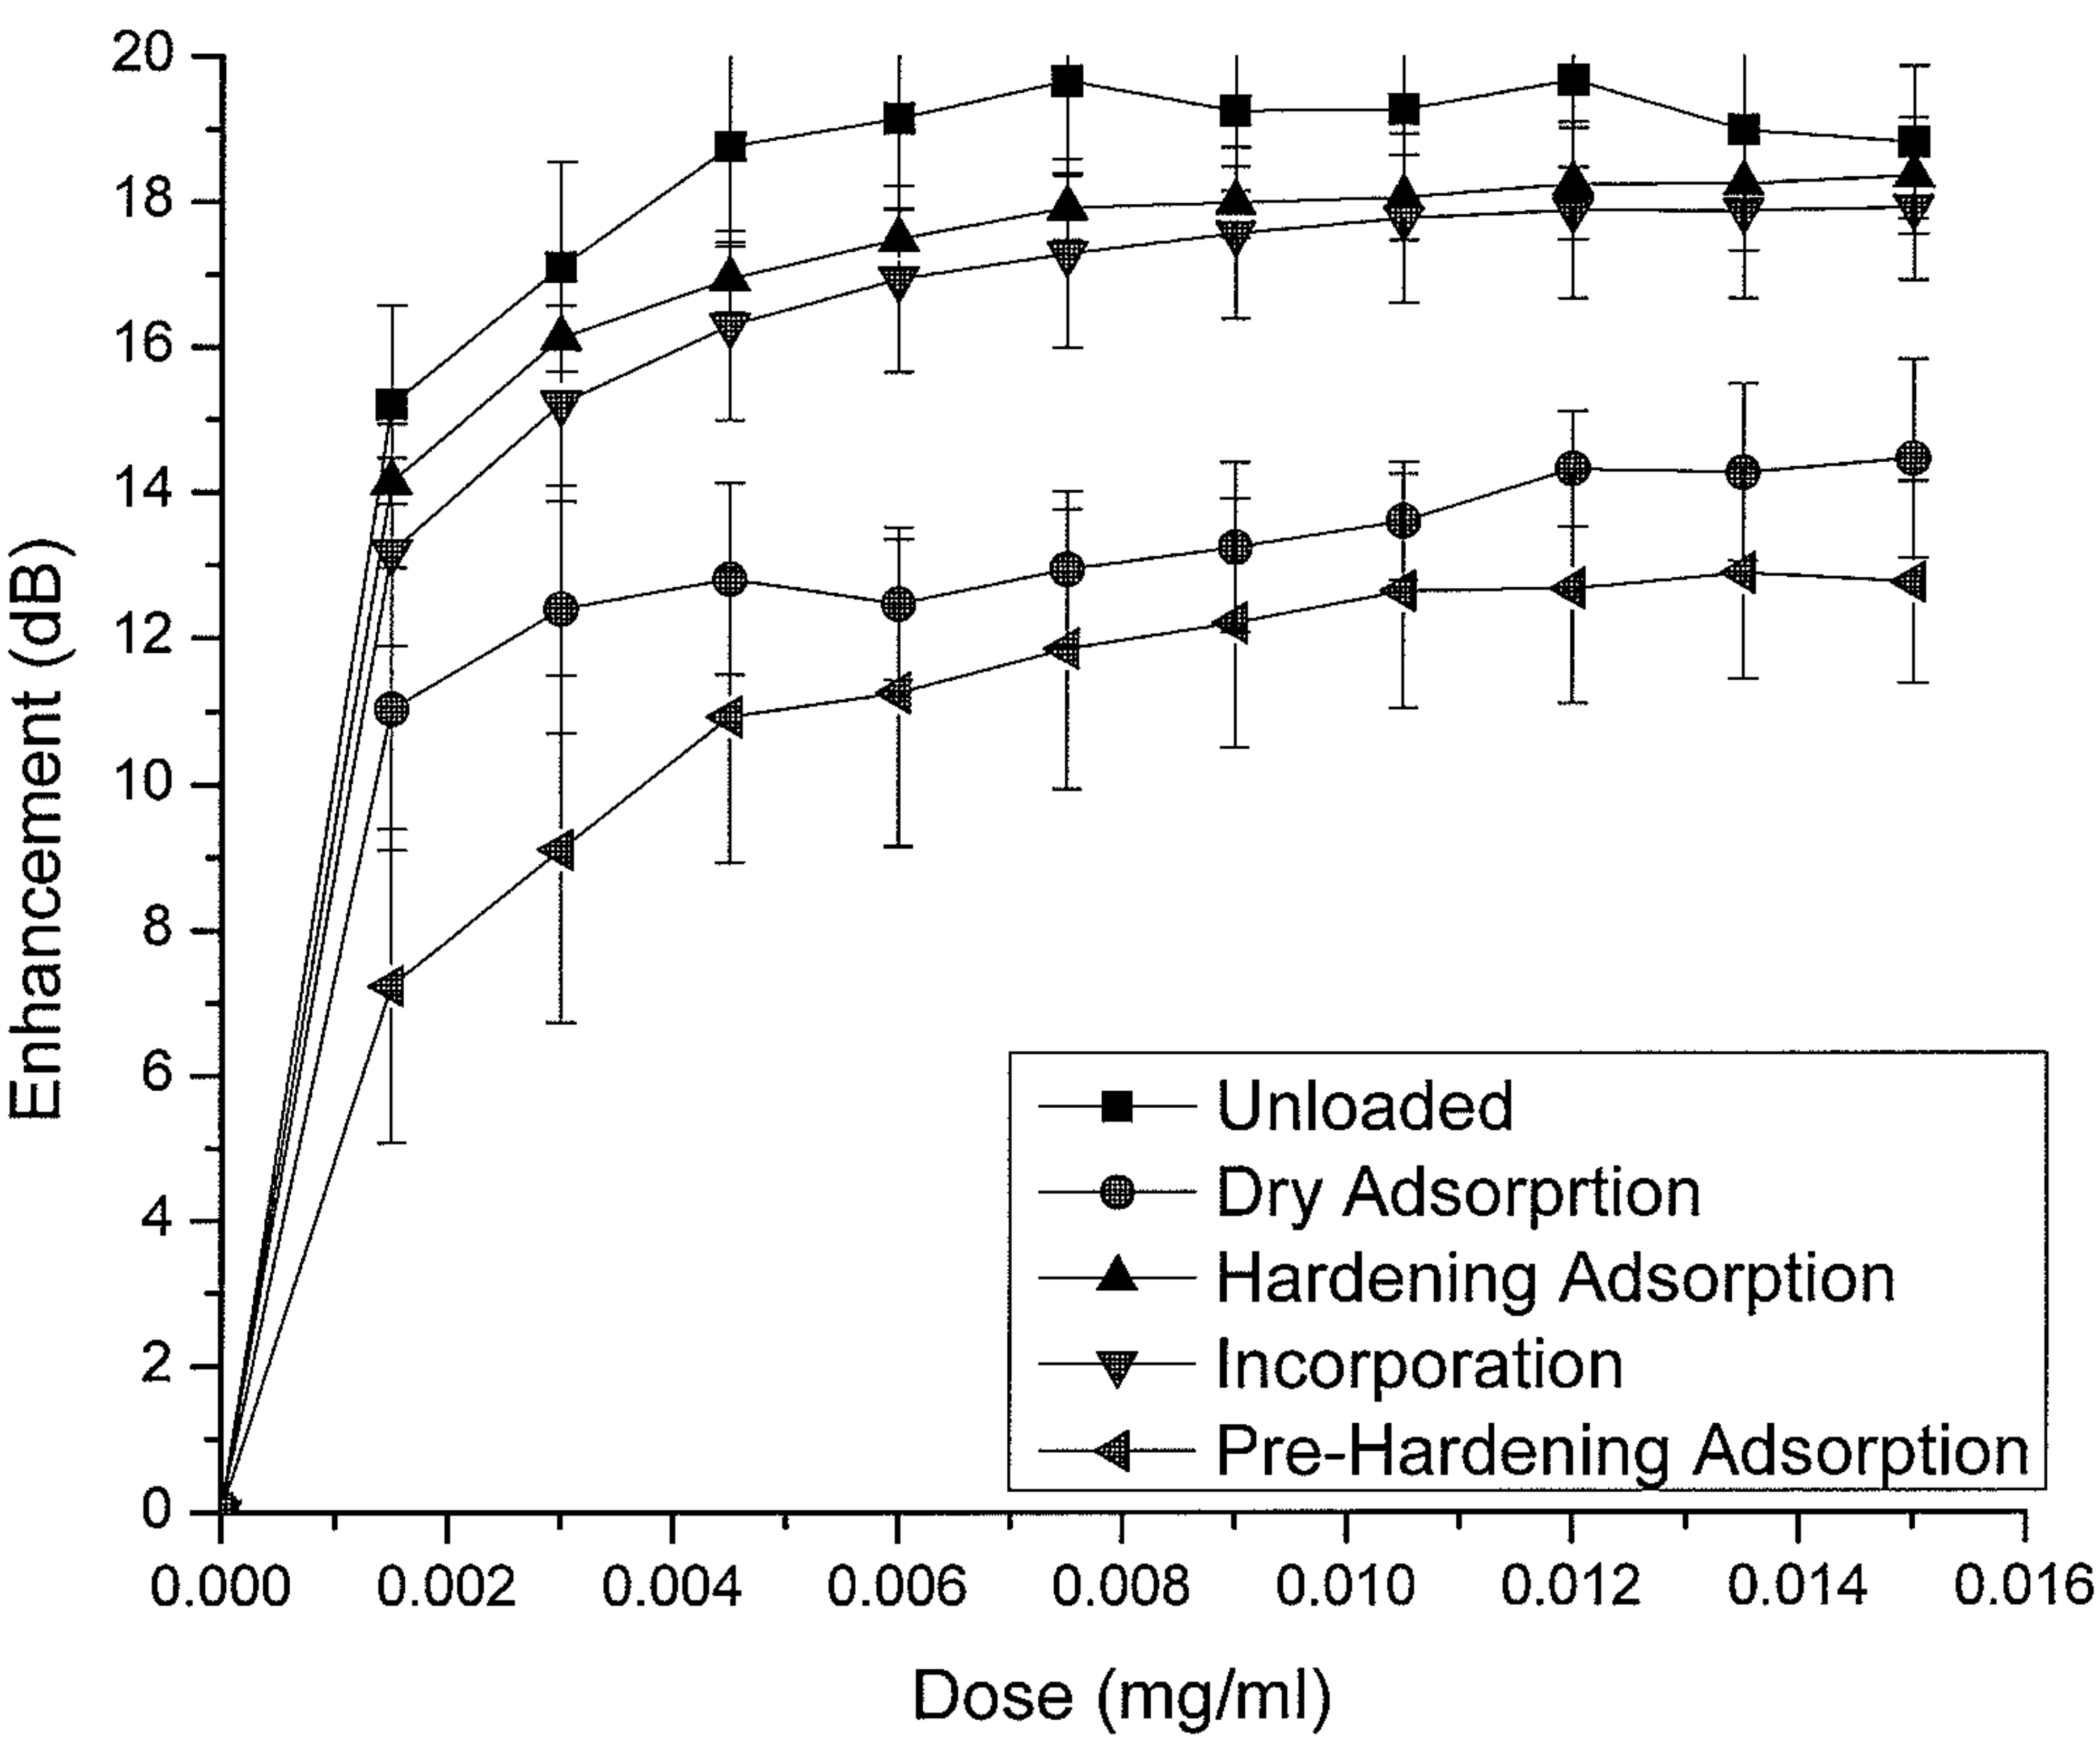 Enhancement (dB)
20
18
16
14
12
10
8
6
4
2
0
Unloaded
Dry Adsorprtion
Hardening Adsorption
Incorporation
Pre-Hardening Adsorption
0.000 0.002 0.004 0.006 0.008 0.010 0.012 0.014 0.016
Dose (mg/ml)